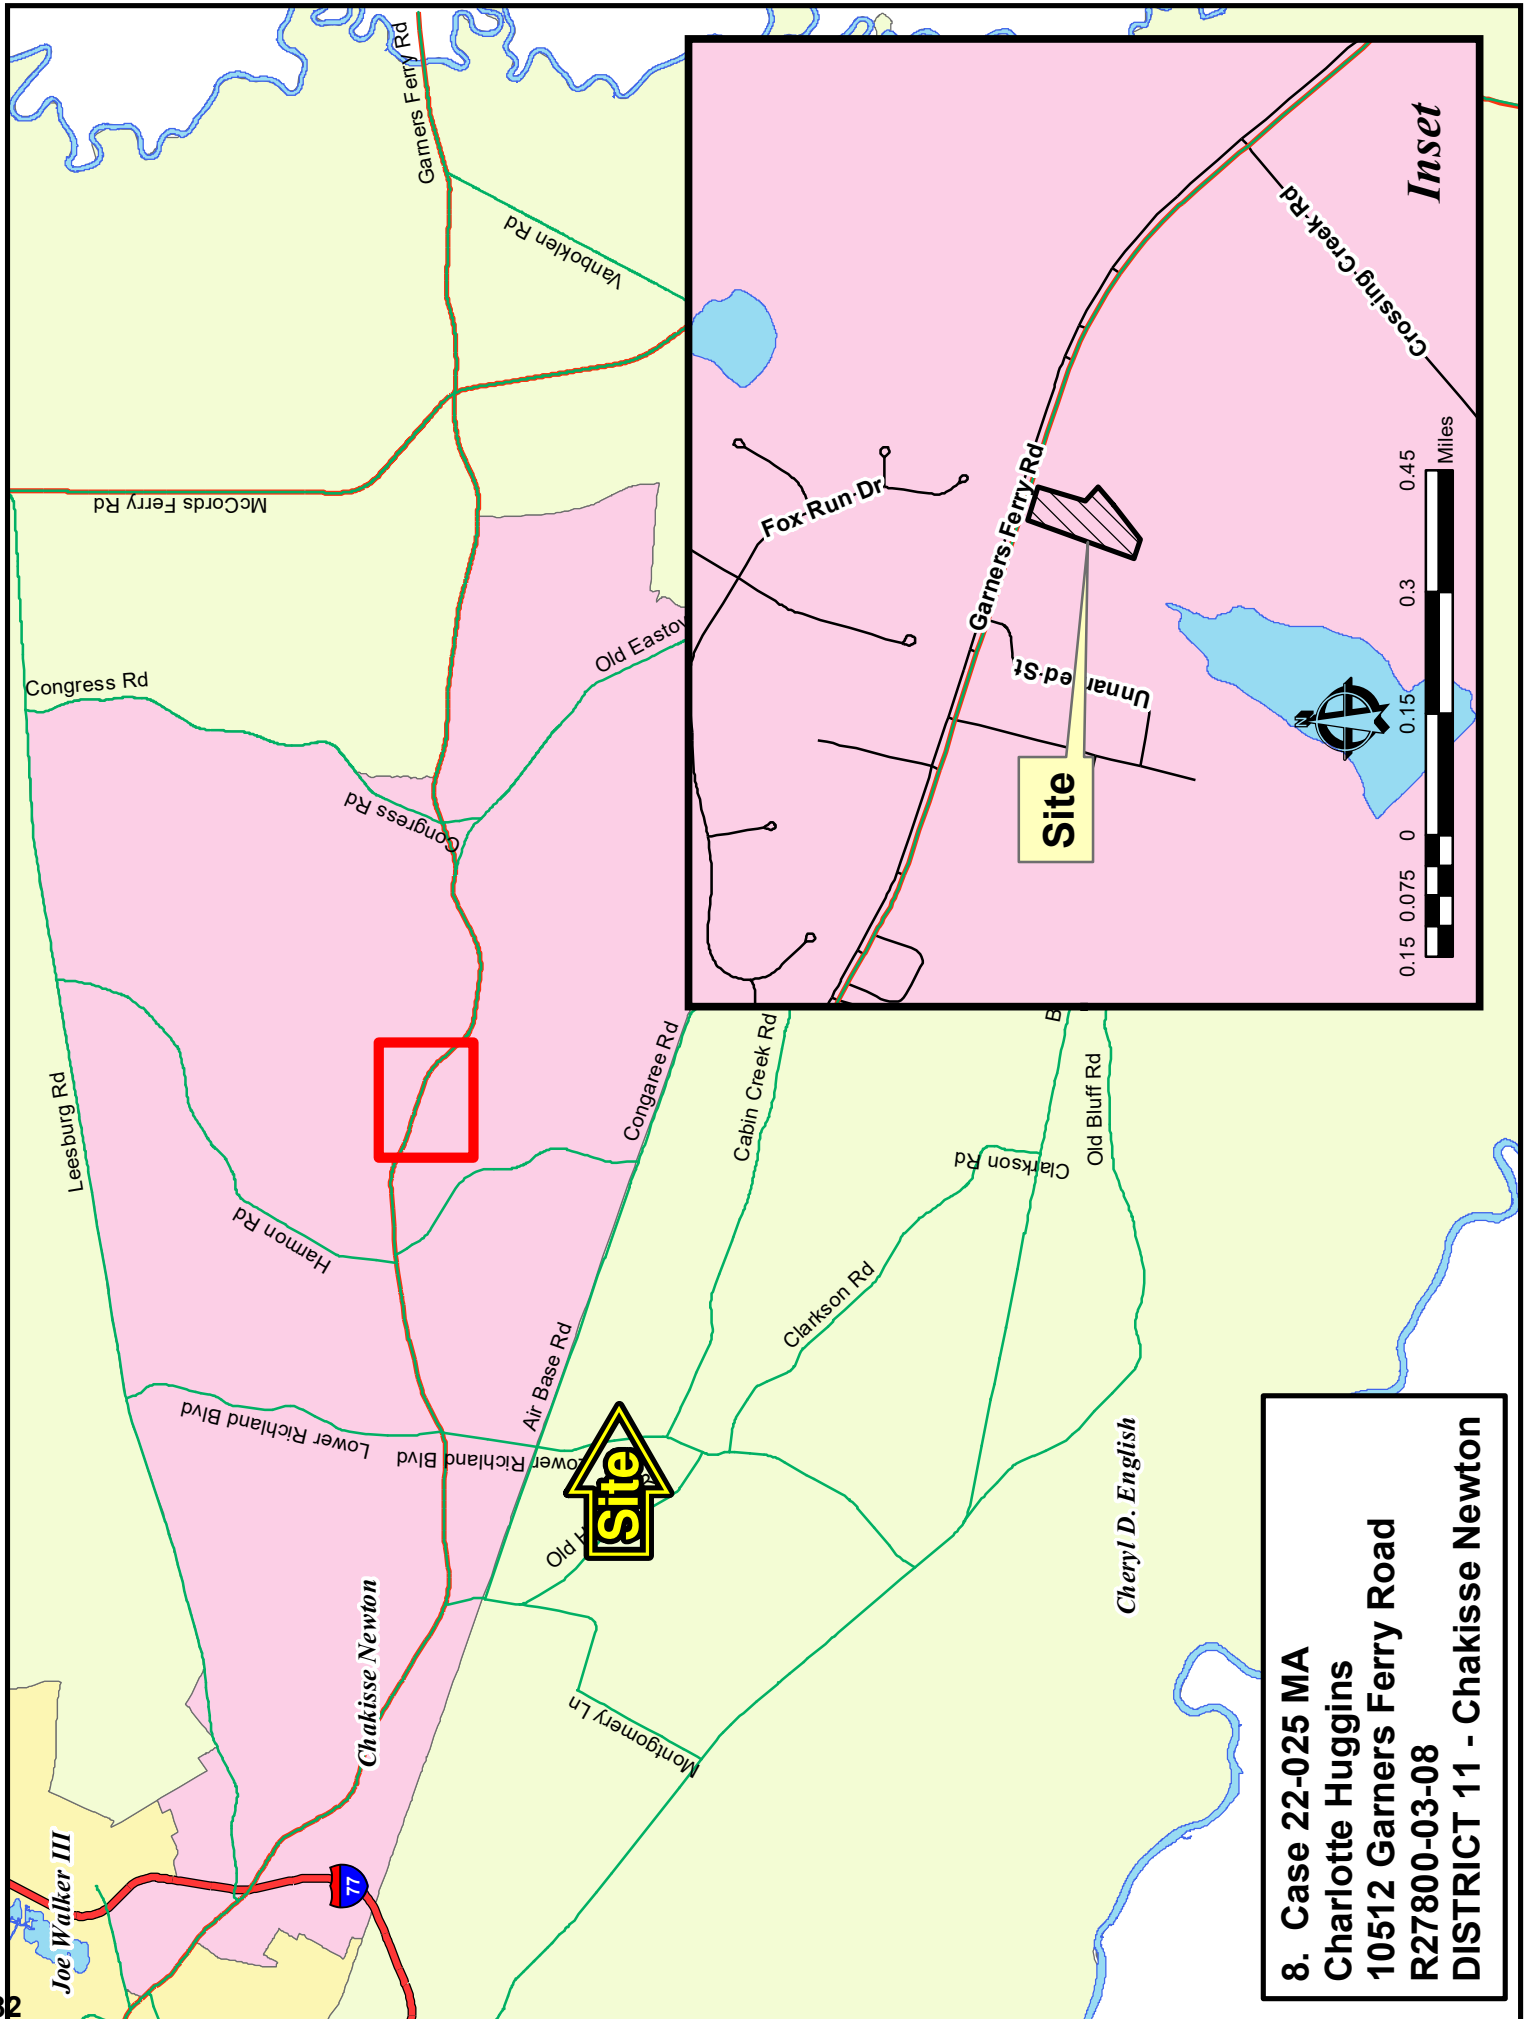 Joe Walker III
77
Chakisse Newton
Cheryl D. English
Leesburg Rd
Harmon Rd
Lower Richland Blvd
Lower Richland Blvd
Air Base Rd
Congaree Rd
Congress Rd
Congress Rd
McCords Ferry Rd
Garners Ferry Rd
Vanboklen Rd
Old
Cabin Creek Rd
Clarkson Rd
Clarkson Rd
Old Bluff Rd
Montgomery Ln
Site
Inset
Fox Run Dr
Garners Ferry Rd
Crossing Creek Rd
St
Site
N
0.15 0.075 0 0.15 0.3 0.45
Miles
8. Case 22-025 MA
Charlotte Huggins
10512 Garners Ferry Road
R27800-03-08
DISTRICT 11 - Chakisse Newton